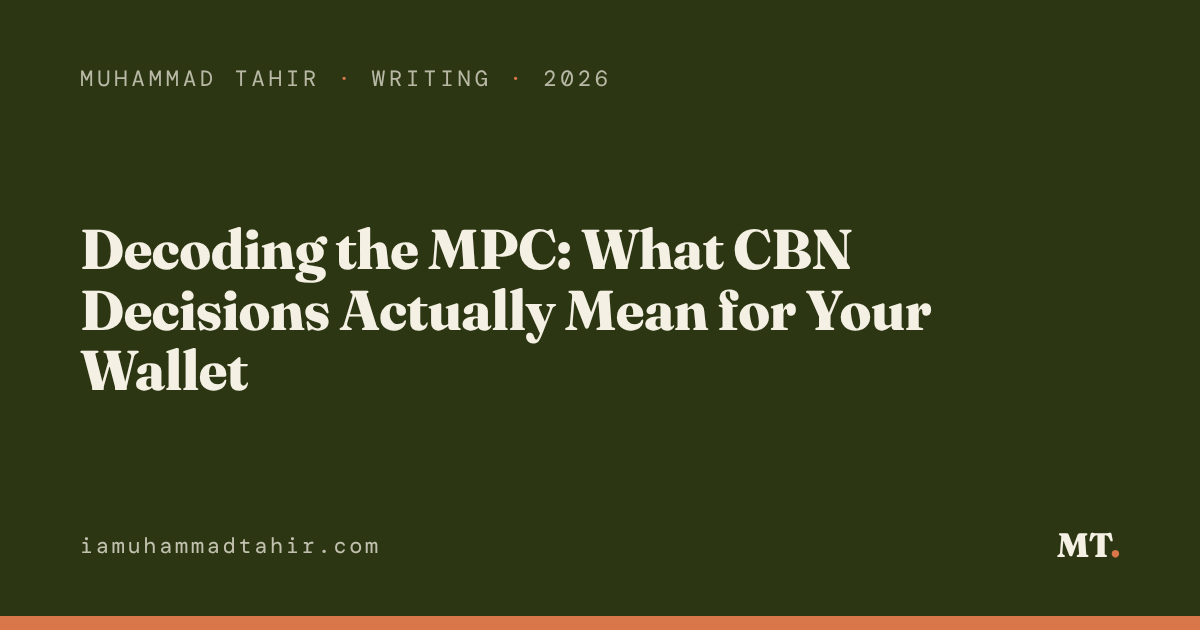 MUHAMMAD TAHIR · WRITING · 2026
Decoding the MPC: What CBN
Decisions Actually Mean for Your
Wallet
iamuhammadtahir.com
MT.